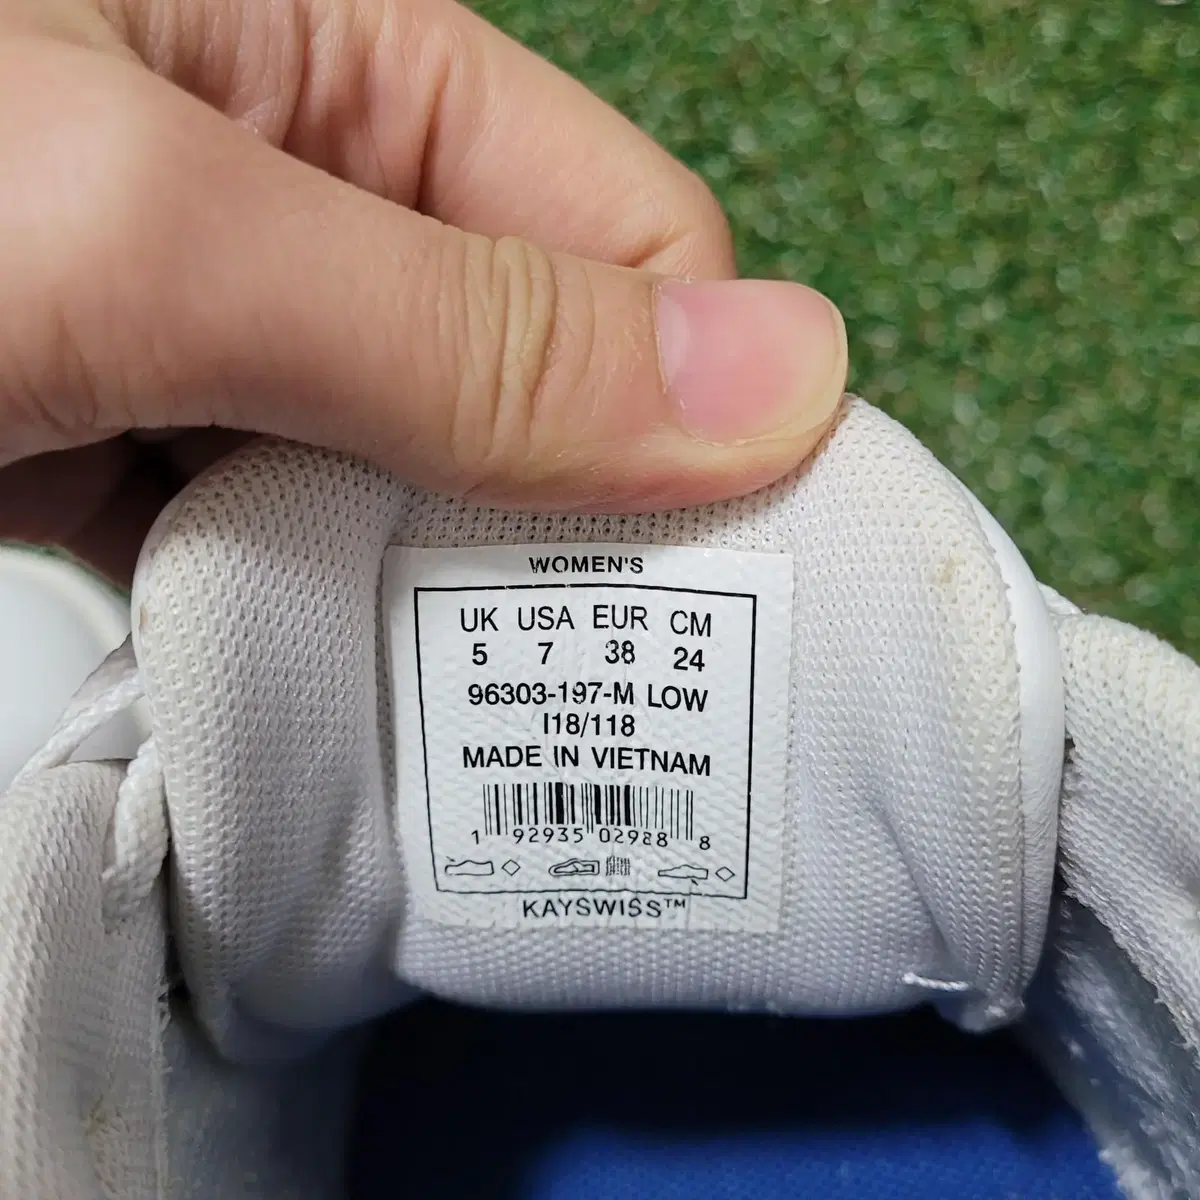 WOMEN'S
UK USA EUR CM
5 7 38 24
96303-197-M LOW
I18/118
MADE IN VIETNAM
1 92935 02988 8
KAYSWISS™